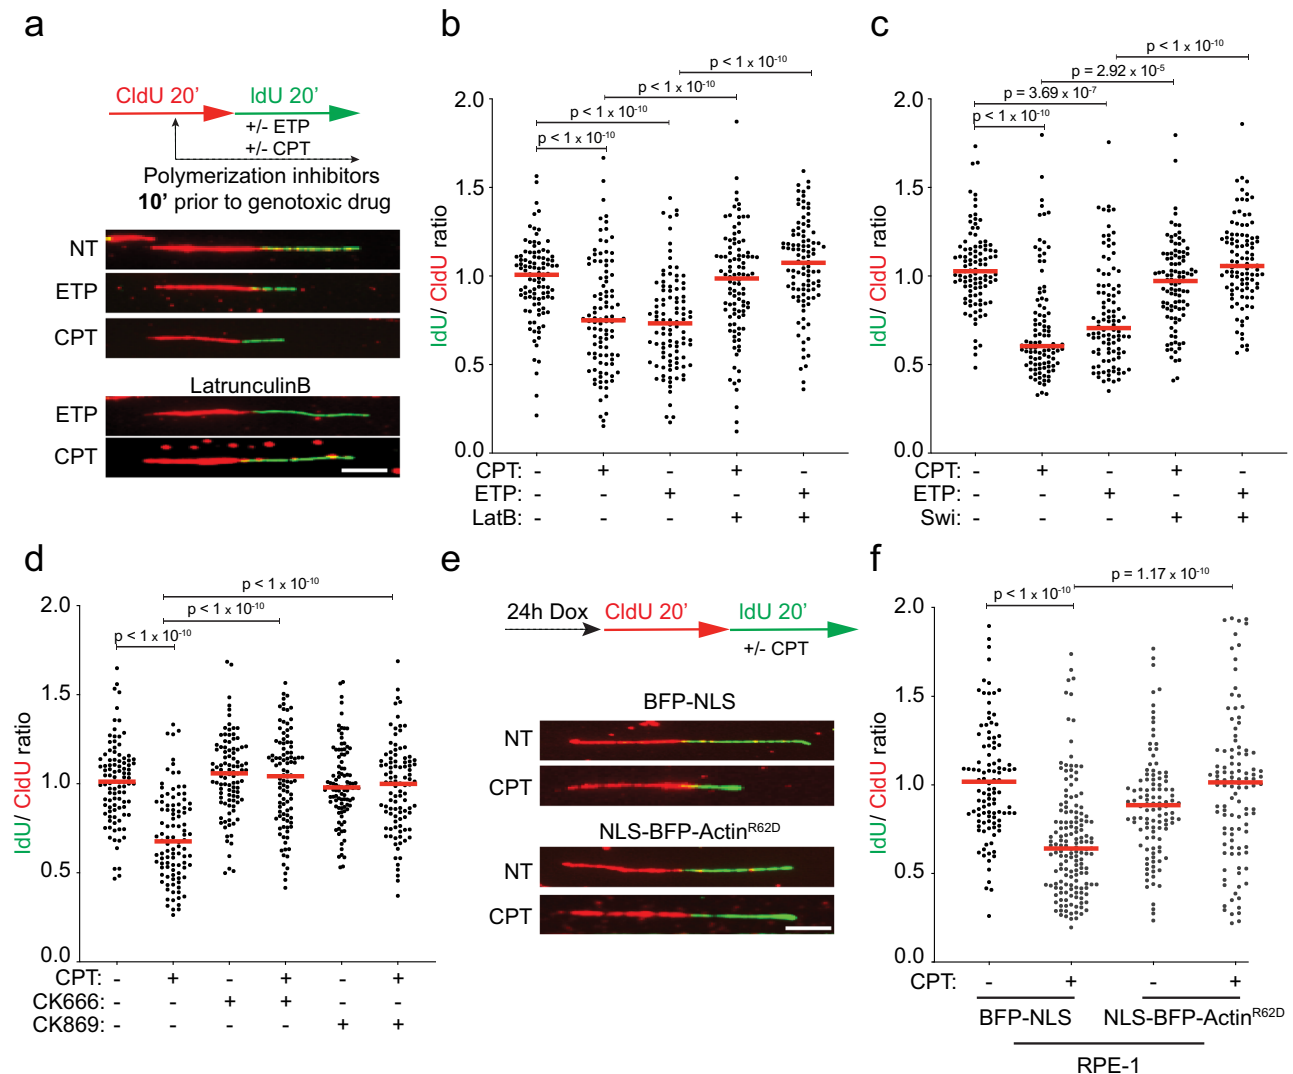 a
CldU 20’ IdU 20’
+/- ETP
+/- CPT
Polymerization inhibitors
10’ prior to genotoxic drug
NT
ETP
CPT
LatrunculinB
ETP
CPT
b
p < 1 x 10⁻¹⁰
p < 1 x 10⁻¹⁰
p < 1 x 10⁻¹⁰
p < 1 x 10⁻¹⁰
IdU/ CldU ratio
2.0
1.5
1.0
0.5
0.0
CPT: - + - + -
ETP: - - + - +
LatB: - - - + +
c
p < 1 x 10⁻¹⁰
p = 2.92 x 10⁻⁵
p = 3.69 x 10⁻⁷
p < 1 x 10⁻¹⁰
IdU/ CldU ratio
2.0
1.5
1.0
0.5
0.0
CPT: - + - + -
ETP: - - + - +
Swi: - - - + +
d
p < 1 x 10⁻¹⁰
p < 1 x 10⁻¹⁰
p < 1 x 10⁻¹⁰
IdU/ CldU ratio
2.0
1.5
1.0
0.5
0.0
CPT: - + - + - +
CK666: - - + + - -
CK869: - - - - + +
e
24h Dox CldU 20’ IdU 20’
+/- CPT
BFP-NLS
NT
CPT
NLS-BFP-Actinᴿ⁶²ᴰ
NT
CPT
f
p = 1.17 x 10⁻¹⁰
p < 1 x 10⁻¹⁰
IdU/ CldU ratio
2.0
1.5
1.0
0.5
0.0
CPT: - + - +
BFP-NLS NLS-BFP-Actinᴿ⁶²ᴰ
RPE-1